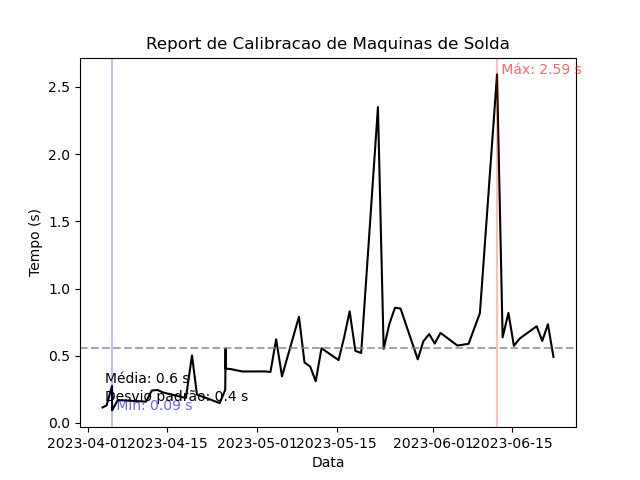 Report de Calibracao de Maquinas de Solda
Máx: 2.59 s
2.5
2.0
1.5
1.0
0.5
0.0
Tempo (s)
Média: 0.6 s
Desvio padrão: 0.4 s
Mín: 0.09 s
2023-04-01 2023-04-15 2023-05-01 2023-05-15 2023-06-01 2023-06-15
Data